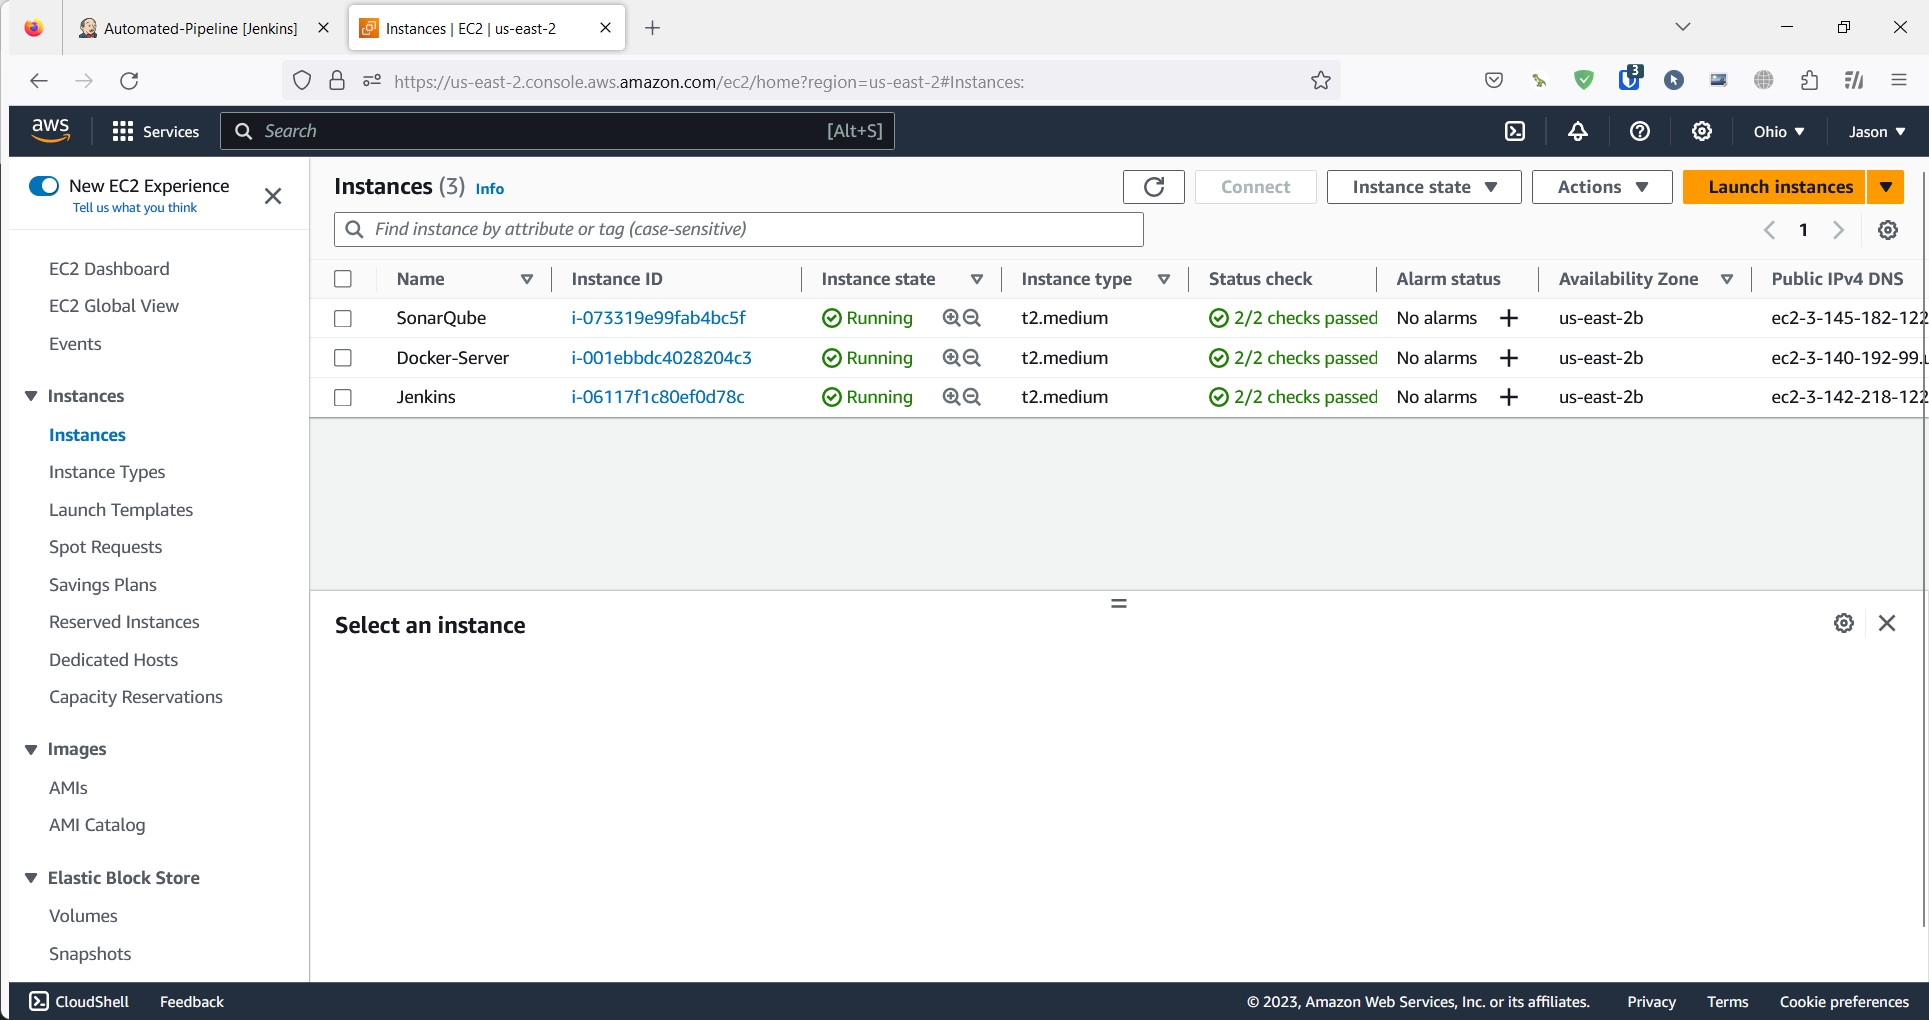 Automated-Pipeline [Jenkins]
Instances | EC2 | us-east-2
https://us-east-2.console.aws.amazon.com/ec2/home?region=us-east-2#Instances:
3
aws
Services
Search
[Alt+S]
Ohio
Jason
New EC2 Experience
Tell us what you think
EC2 Dashboard
EC2 Global View
Events
Instances
Instances
Instance Types
Launch Templates
Spot Requests
Savings Plans
Reserved Instances
Dedicated Hosts
Capacity Reservations
Images
AMIs
AMI Catalog
Elastic Block Store
Volumes
Snapshots
Instances (3) Info
Connect
Instance state
Actions
Launch instances
Find instance by attribute or tag (case-sensitive)
1
Name Instance ID Instance state Instance type Status check Alarm status Availability Zone Public IPv4 DNS
SonarQube i-073319e99fab4bc5f Running t2.medium 2/2 checks passed No alarms + us-east-2b ec2-3-145-182-122
Docker-Server i-001ebbdc4028204c3 Running t2.medium 2/2 checks passed No alarms + us-east-2b ec2-3-140-192-99.u
Jenkins i-06117f1c80ef0d78c Running t2.medium 2/2 checks passed No alarms + us-east-2b ec2-3-142-218-122
Select an instance
CloudShell
Feedback
© 2023, Amazon Web Services, Inc. or its affiliates.
Privacy
Terms
Cookie preferences